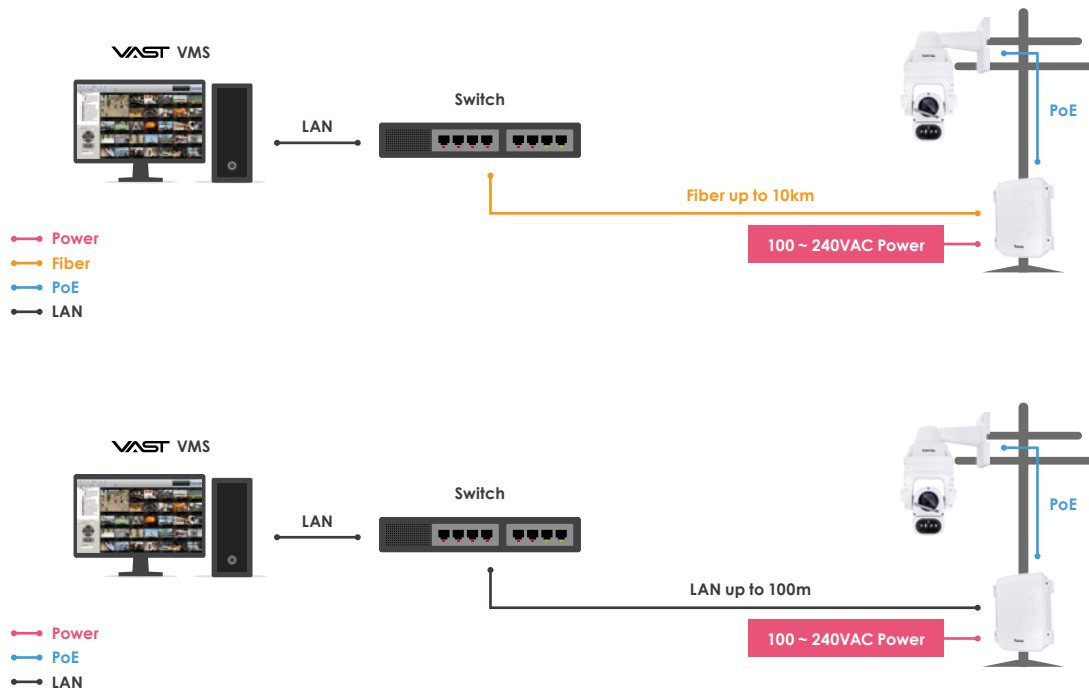 VAST VMS
Switch
LAN
PoE
Fiber up to 10km
100 ~ 240VAC Power
Power
Fiber
PoE
LAN
VAST VMS
Switch
LAN
PoE
LAN up to 100m
100 ~ 240VAC Power
Power
PoE
LAN